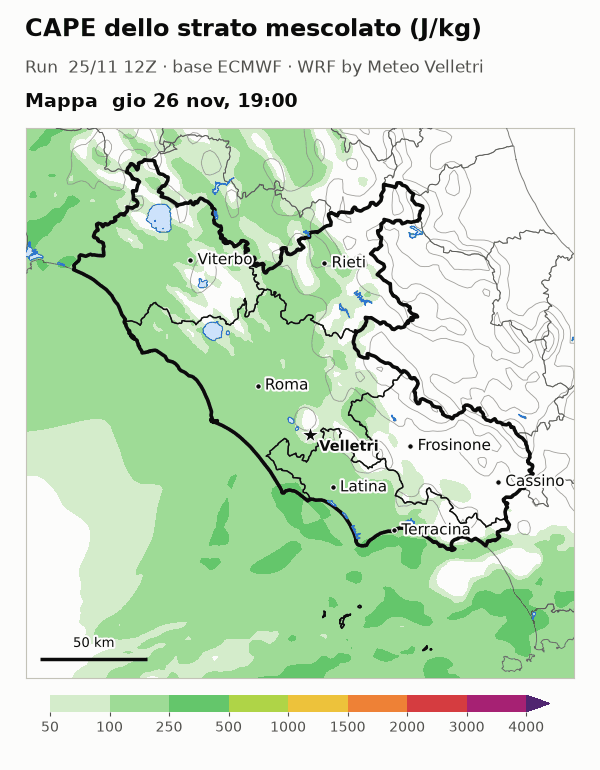 CAPE dello strato mescolato (J/kg)
Run  25/11 12Z · base ECMWF · WRF by Meteo Velletri
Mappa  gio 26 nov, 19:00
Viterbo
Rieti
Roma
Velletri
Frosinone
Latina
Cassino
Terracina
50 km
50 100 250 500 1000 1500 2000 3000 4000